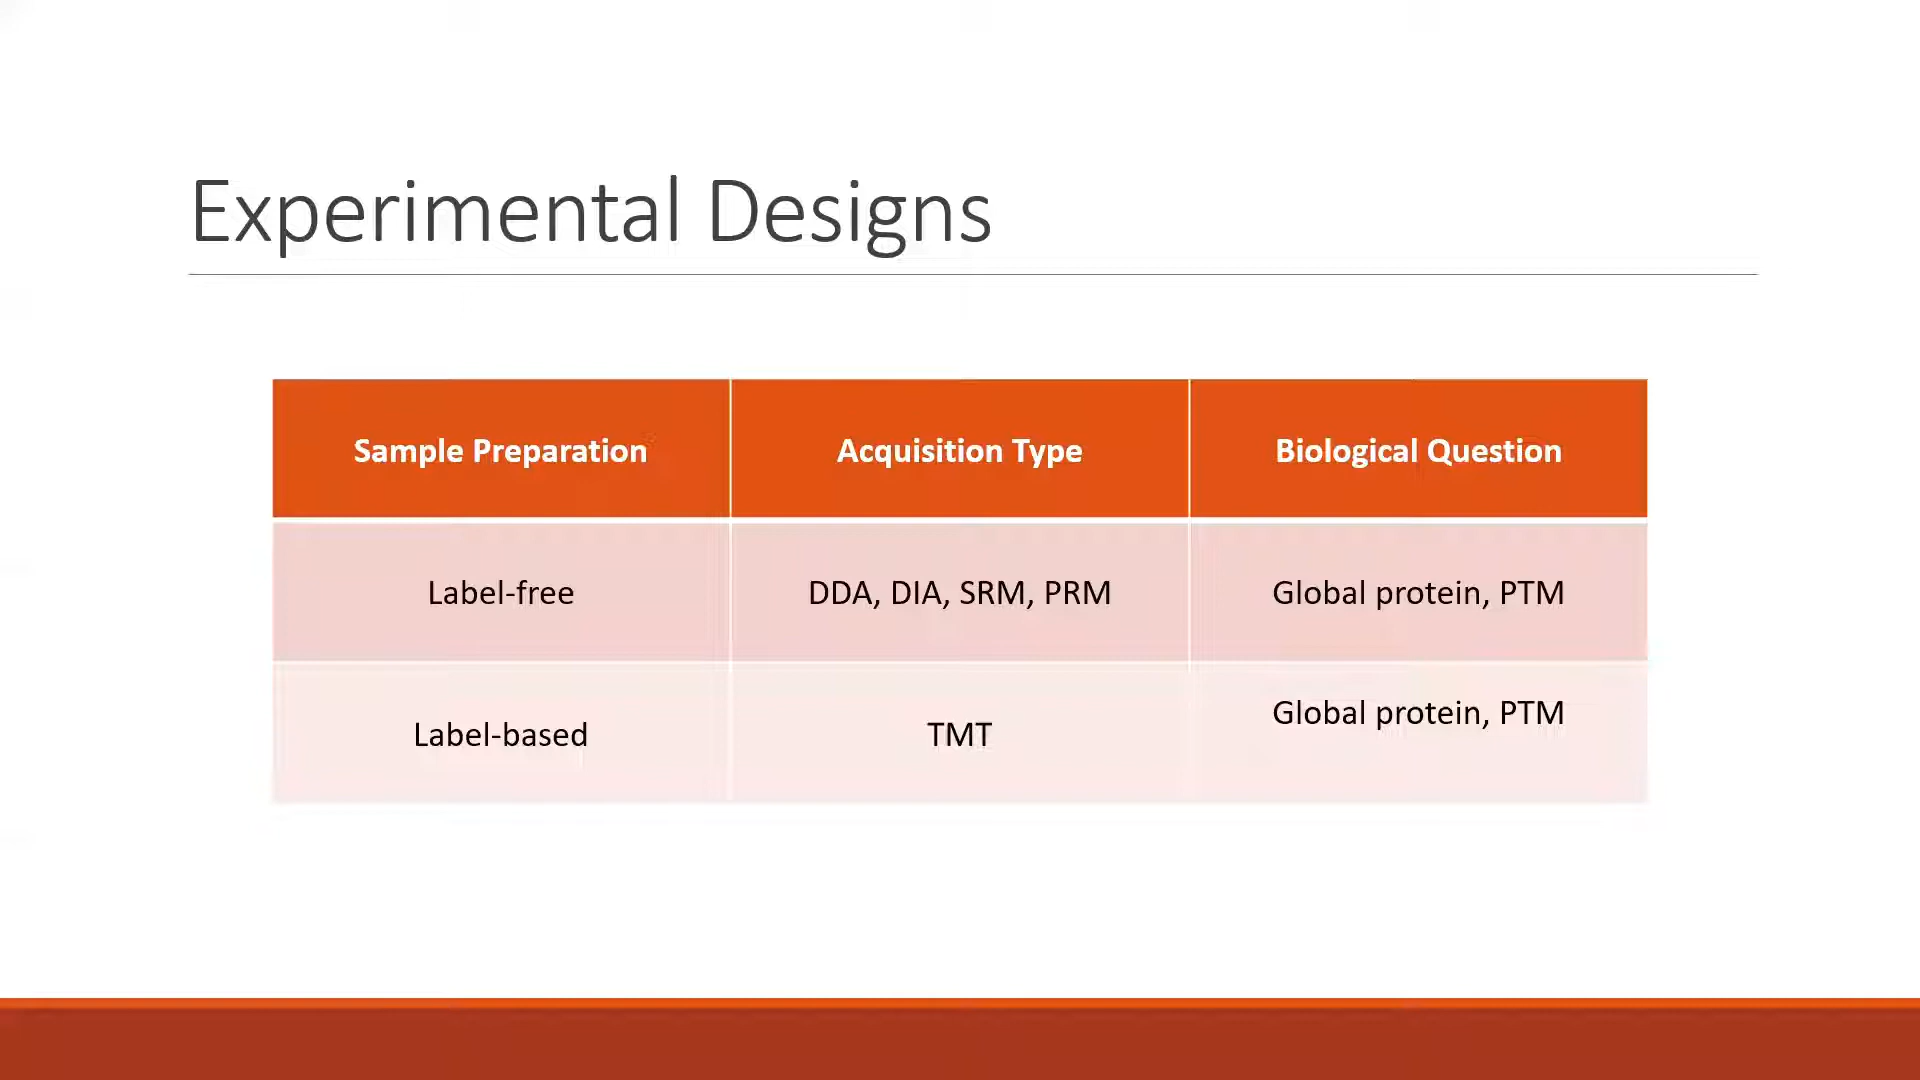 Experimental Designs
Sample Preparation
Acquisition Type
Biological Question
Label-free
DDA, DIA, SRM, PRM
Global protein, PTM
Label-based
TMT
Global protein, PTM